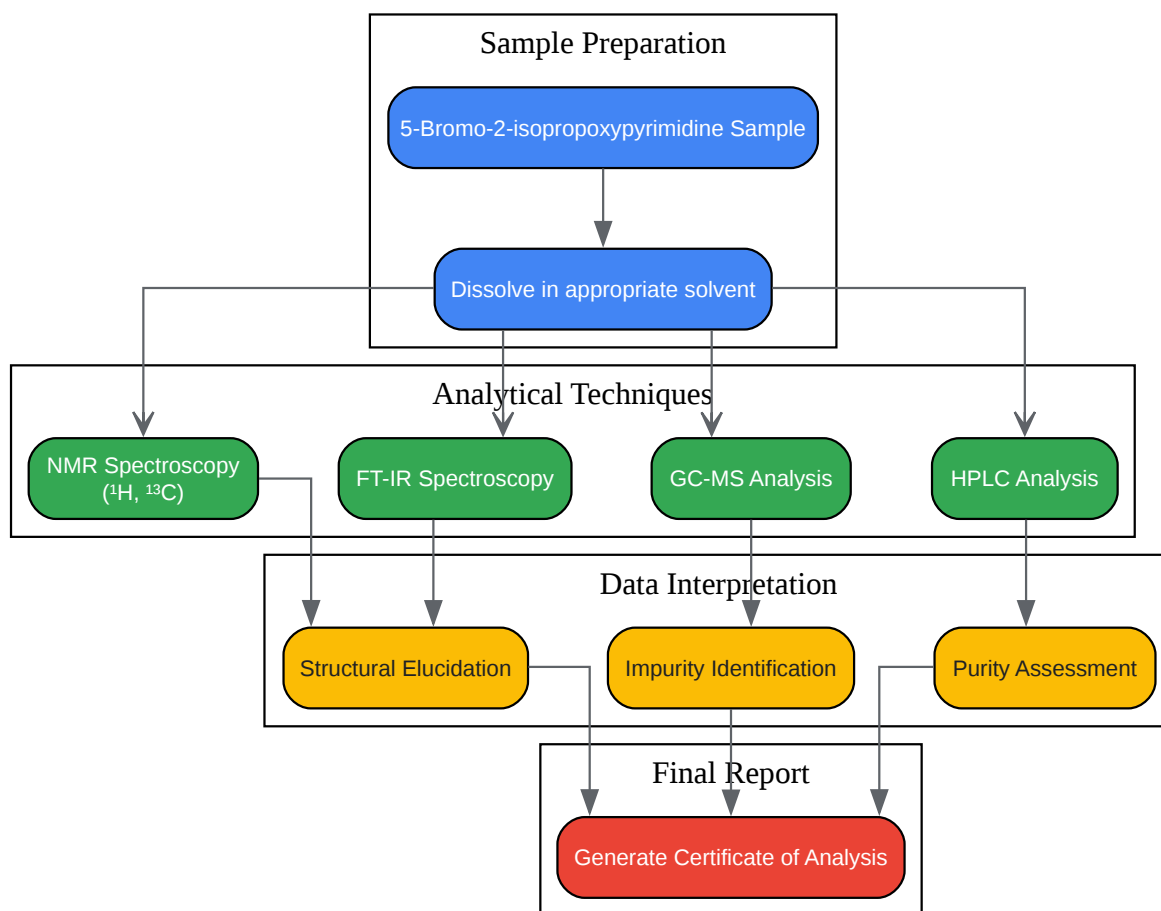 Sample Preparation
5-Bromo-2-isopropoxypyrimidine Sample
Dissolve in appropriate solvent
Analytical Techniques
NMR Spectroscopy
(¹H, ¹³C)
FT-IR Spectroscopy
GC-MS Analysis
HPLC Analysis
Data Interpretation
Structural Elucidation
Impurity Identification
Purity Assessment
Final Report
Generate Certificate of Analysis